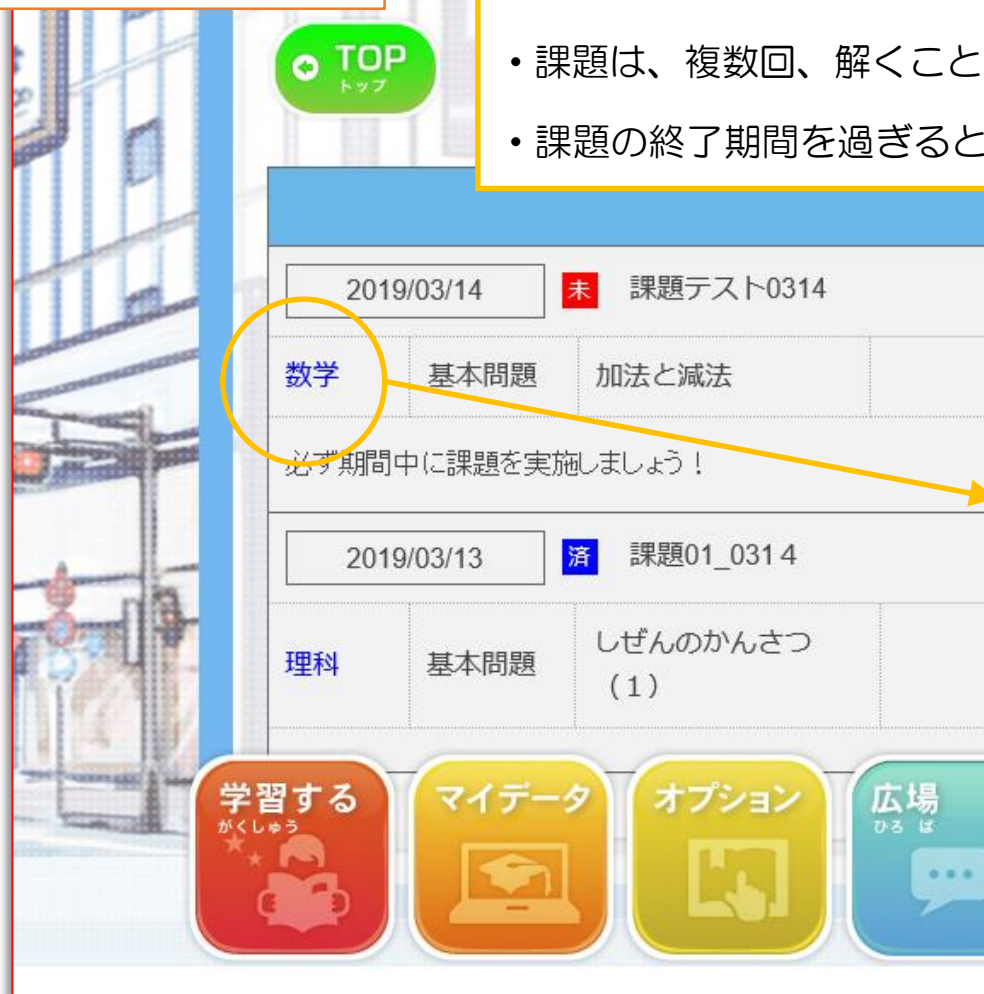 TOP
トップ
・課題は、複数回、解くこと
・課題の終了期間を過ぎると
2019/03/14 未 課題テスト0314
数学 基本問題 加法と減法
必ず期間中に課題を実施しましょう！
2019/03/13 済 課題01_031４
理科 基本問題 しぜんのかんさつ
（１）
学習する マイデータ オプション 広場
がくしゅう ひろ ば